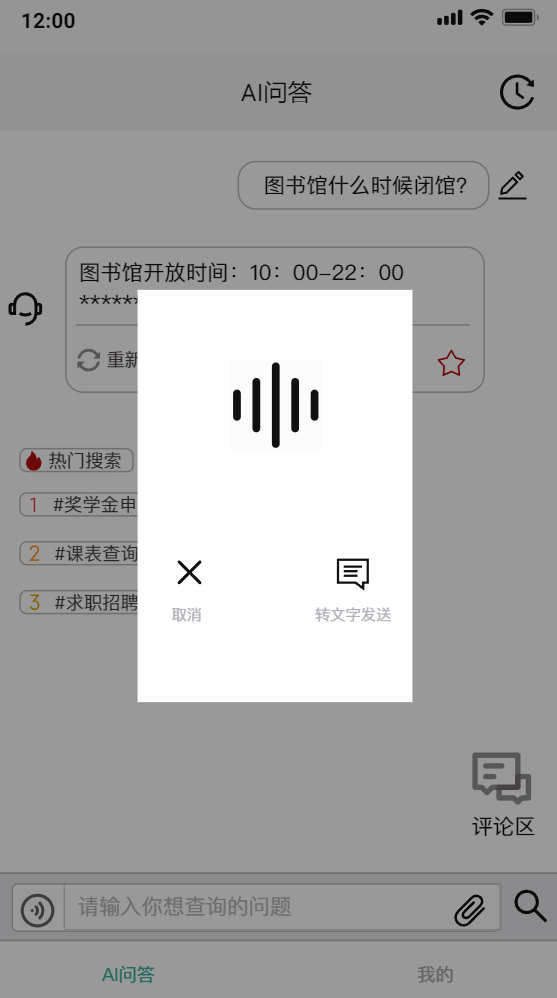 12:00
AI问答
图书馆什么时候闭馆?
图书馆开放时间：10：00-22：00
******
重新
热门搜索
1 #奖学金申
2 #课表查询
3 #求职招聘
取消
转文字发送
评论区
请输入你想查询的问题
AI问答
我的